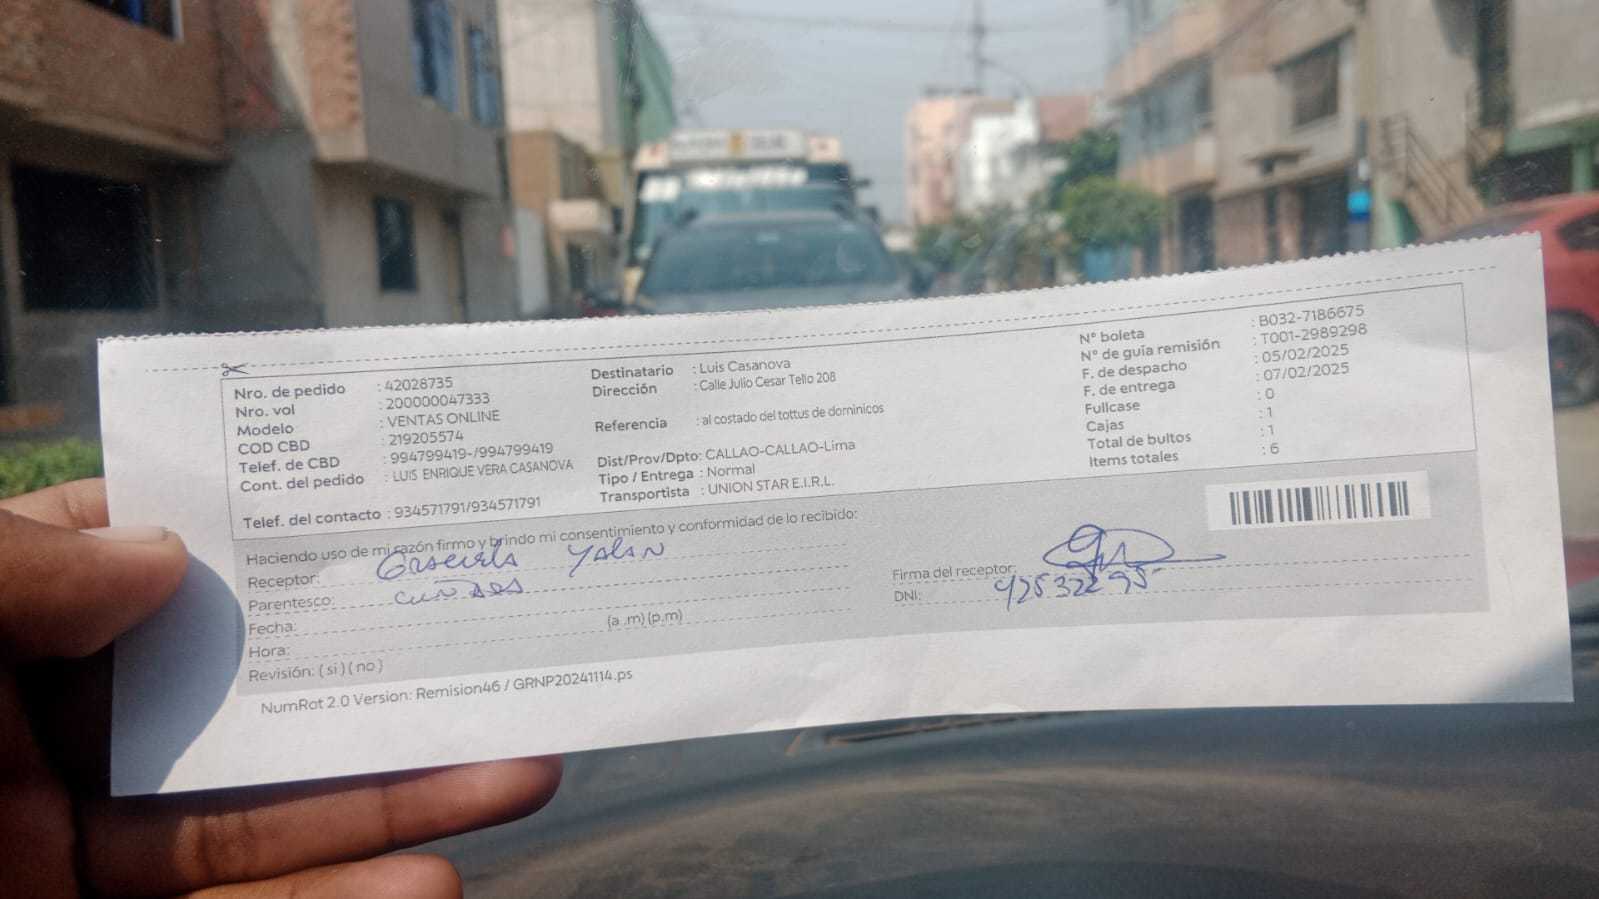 Nro. de pedido : 42028735
Nro. vol : 200000047333
Modelo : VENTAS ONLINE
COD CBD : 219205574
Telef. de CBD : 994799419-/994799419
Cont. del pedido : LUIS ENRIQUE VERA CASANOVA
Telef. del contacto : 934571791/934571791
Destinatario : Luis Casanova
Dirección : Calle Julio Cesar Tello 208
Referencia : al costado del tottus de dominicos
Dist/Prov/Dpto: CALLAO-CALLAO-Lima
Tipo / Entrega : Normal
Transportista : UNION STAR E.I.R.L.
N° boleta : B032-7186675
N° de guía remisión : T001-2989298
F. de despacho : 05/02/2025
F. de entrega : 07/02/2025
Fullcase : 0
Cajas : 1
Total de bultos : 1
Items totales : 6
Haciendo uso de mi razón firmo y brindo mi consentimiento y conformidad de lo recibido:
Receptor: Graciela Yalan
Parentesco: cuñada
Fecha:
Hora: (a .m) (p.m)
Revisión: ( si ) ( no )
Firma del receptor:
DNI:
NumRot 2.0 Version: Remision46 / GRNP20241114.ps